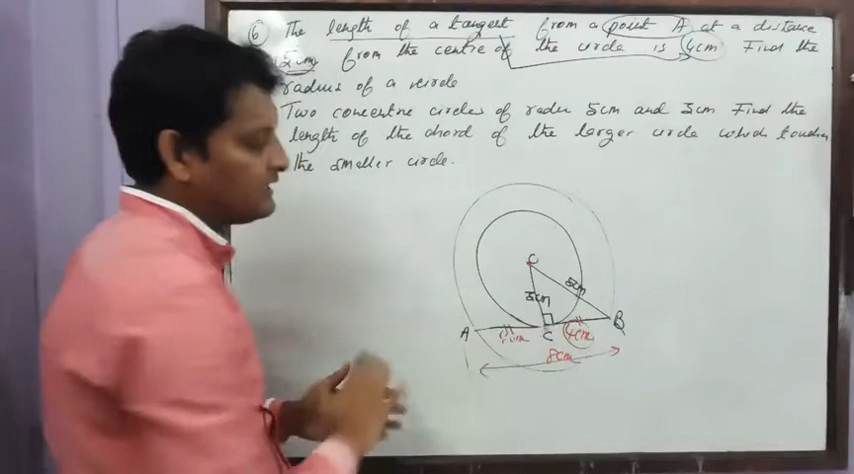 6 The length of a tangent from a point A at a distance
5cm from the centre of the circle is 4cm Find the
radius of a circle
Two concentric circles of radii 5cm and 3cm Find the
length of the chord of the larger circle which touches
the smaller circle.
C
5cm
3cm
A
B
C
4cm
4cm
8cm